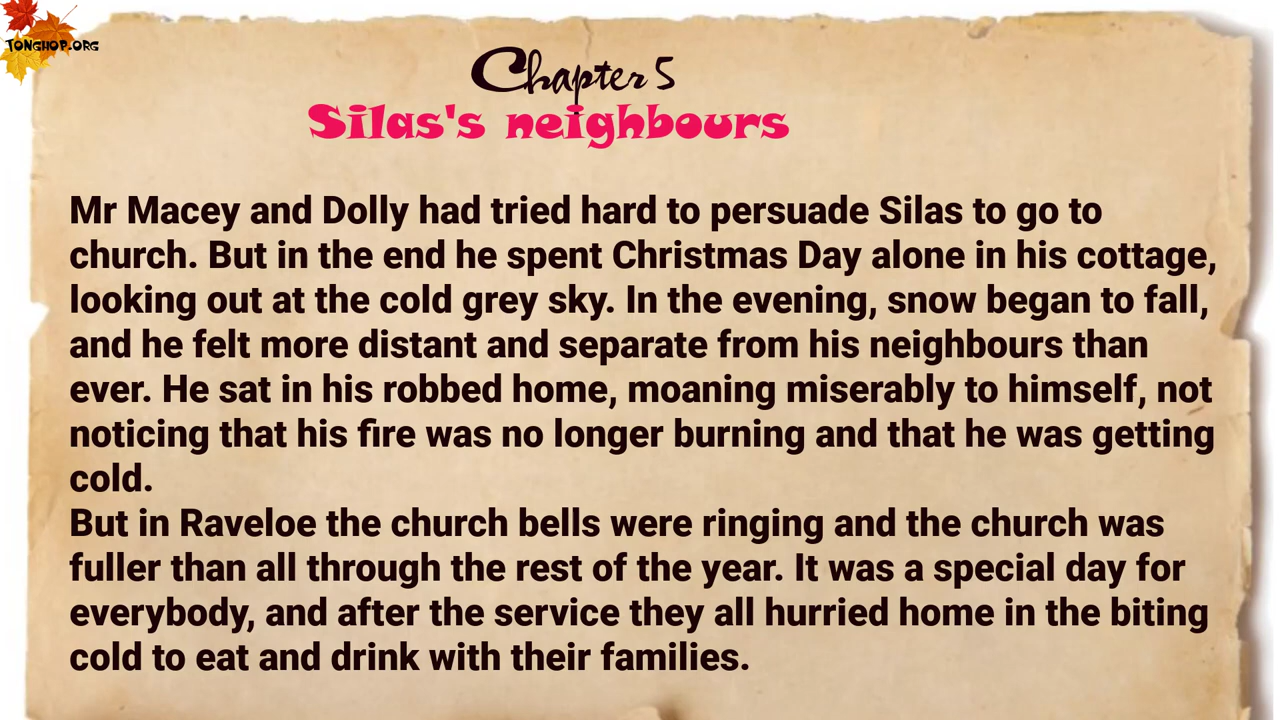 TONGHOP.ORG
Chapter 5
Silas's neighbours
Mr Macey and Dolly had tried hard to persuade Silas to go to
church. But in the end he spent Christmas Day alone in his cottage,
looking out at the cold grey sky. In the evening, snow began to fall,
and he felt more distant and separate from his neighbours than
ever. He sat in his robbed home, moaning miserably to himself, not
noticing that his fire was no longer burning and that he was getting
cold.
But in Raveloe the church bells were ringing and the church was
fuller than all through the rest of the year. It was a special day for
everybody, and after the service they all hurried home in the biting
cold to eat and drink with their families.